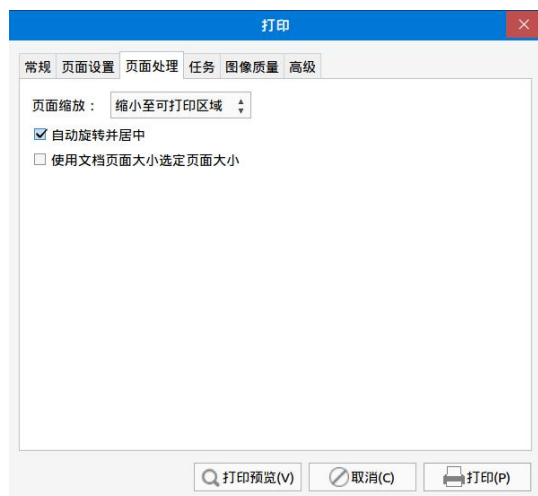 打印
常规 页面设置 页面处理 任务 图像质量 高级
页面缩放： 缩小至可打印区域
自动旋转并居中
使用文档页面大小选定页面大小
打印预览(V) 取消(C) 打印(P)